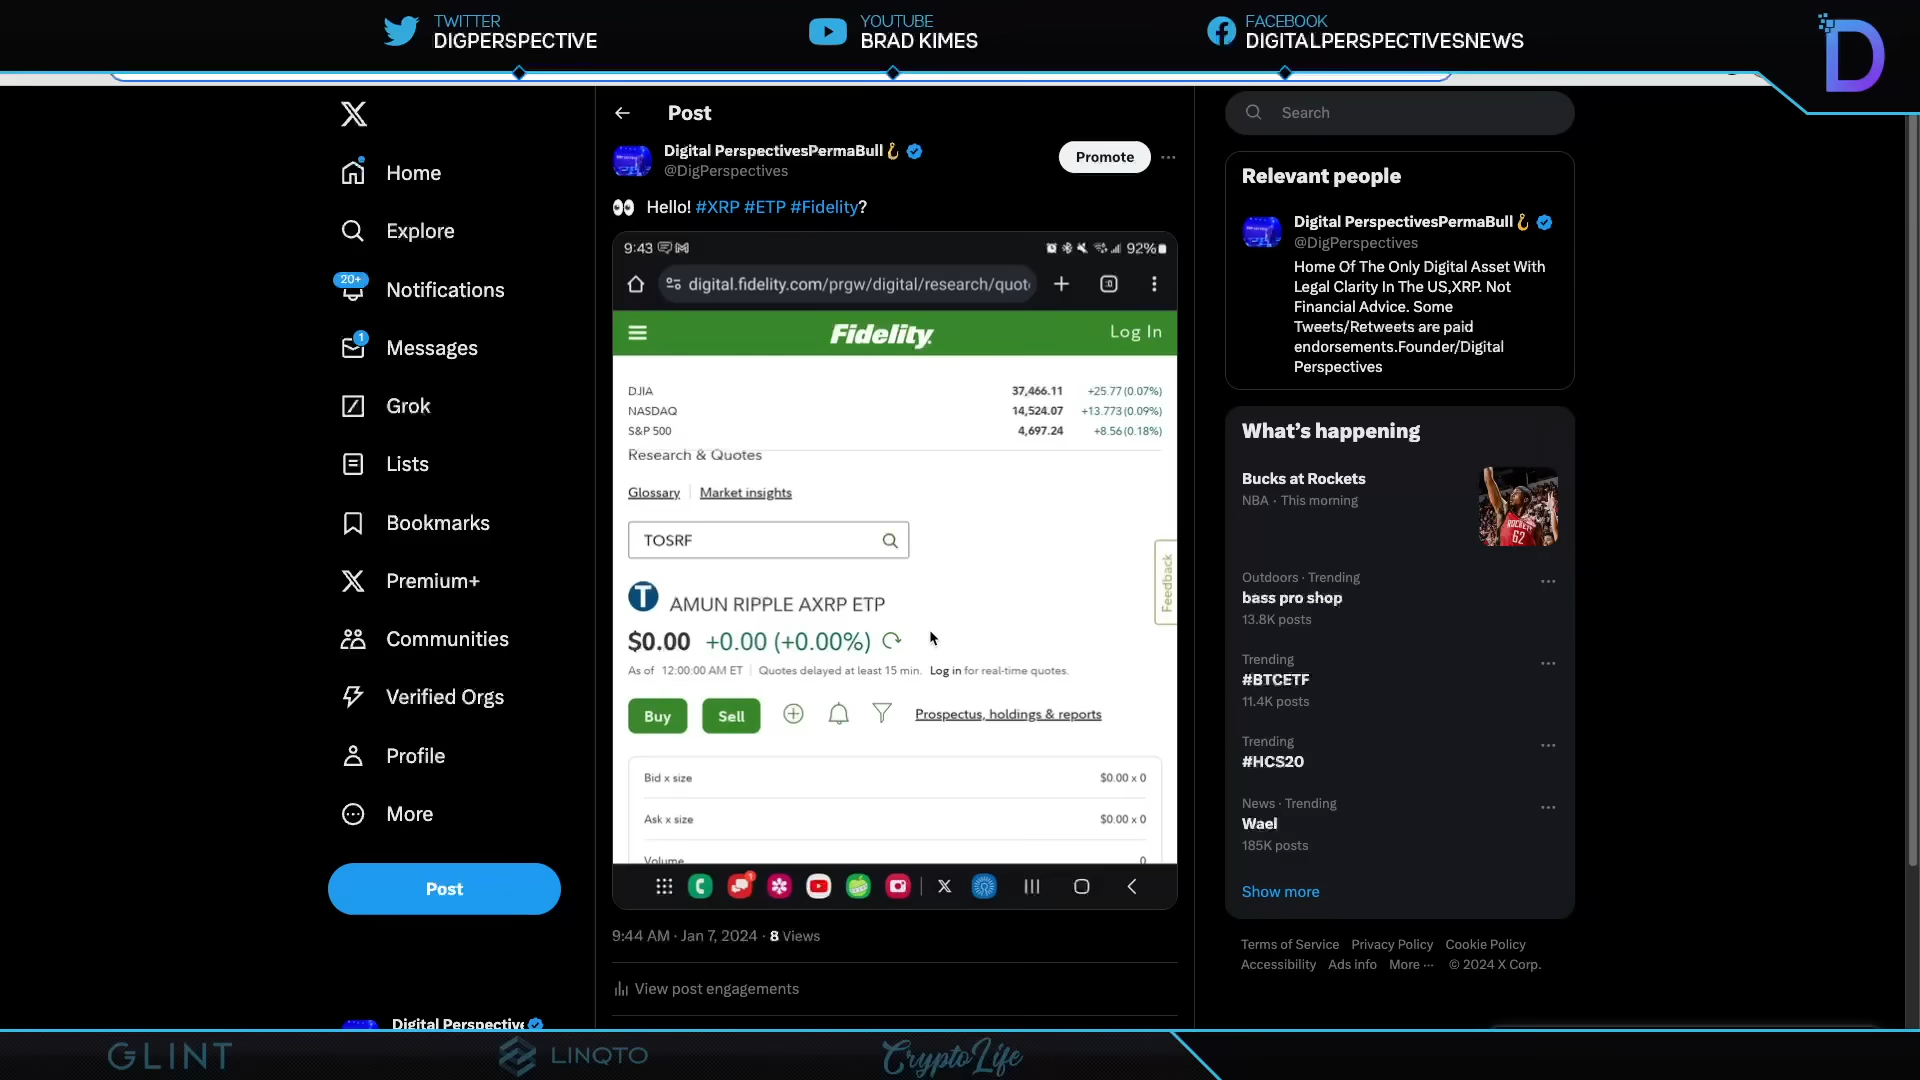 TWITTER
DIGPERSPECTIVE
YOUTUBE
BRAD KIMES
FACEBOOK
DIGITALPERSPECTIVESNEWS
D
Home
Explore
20+
Notifications
1
Messages
Grok
Lists
Bookmarks
Premium+
Communities
Verified Orgs
Profile
More
Post
Post
Digital PerspectivesPermaBull
@DigPerspectives
Promote
Hello! #XRP #ETP #Fidelity?
9:43
92%
digital.fidelity.com/prgw/digital/research/quot
Fidelity
Log In
DJIA 37,466.11 +25.77 (0.07%)
NASDAQ 14,524.07 +13.773 (0.09%)
S&P 500 4,697.24 +8.56 (0.18%)
Research & Quotes
Glossary Market insights
TOSRF
Feedback
T AMUN RIPPLE AXRP ETP
$0.00 +0.00 (+0.00%)
As of 12:00:00 AM ET Quotes delayed at least 15 min. Log in for real-time quotes.
Buy Sell Prospectus, holdings & reports
Bid x size $0.00 x 0
Ask x size $0.00 x 0
Volume 0
1
9:44 AM · Jan 7, 2024 · 8 Views
View post engagements
Search
Relevant people
Digital PerspectivesPermaBull
@DigPerspectives
Home Of The Only Digital Asset With
Legal Clarity In The US,XRP. Not
Financial Advice. Some
Tweets/Retweets are paid
endorsements.Founder/Digital
Perspectives
What's happening
Bucks at Rockets
NBA · This morning
ROCKETS
62
Outdoors · Trending
bass pro shop
13.8K posts
Trending
#BTCETF
11.4K posts
Trending
#HCS20
News · Trending
Wael
185K posts
Show more
Terms of Service Privacy Policy Cookie Policy
Accessibility Ads info More ··· © 2024 X Corp.
Digital Perspective
GLINT
LINQTO
CryptoLife